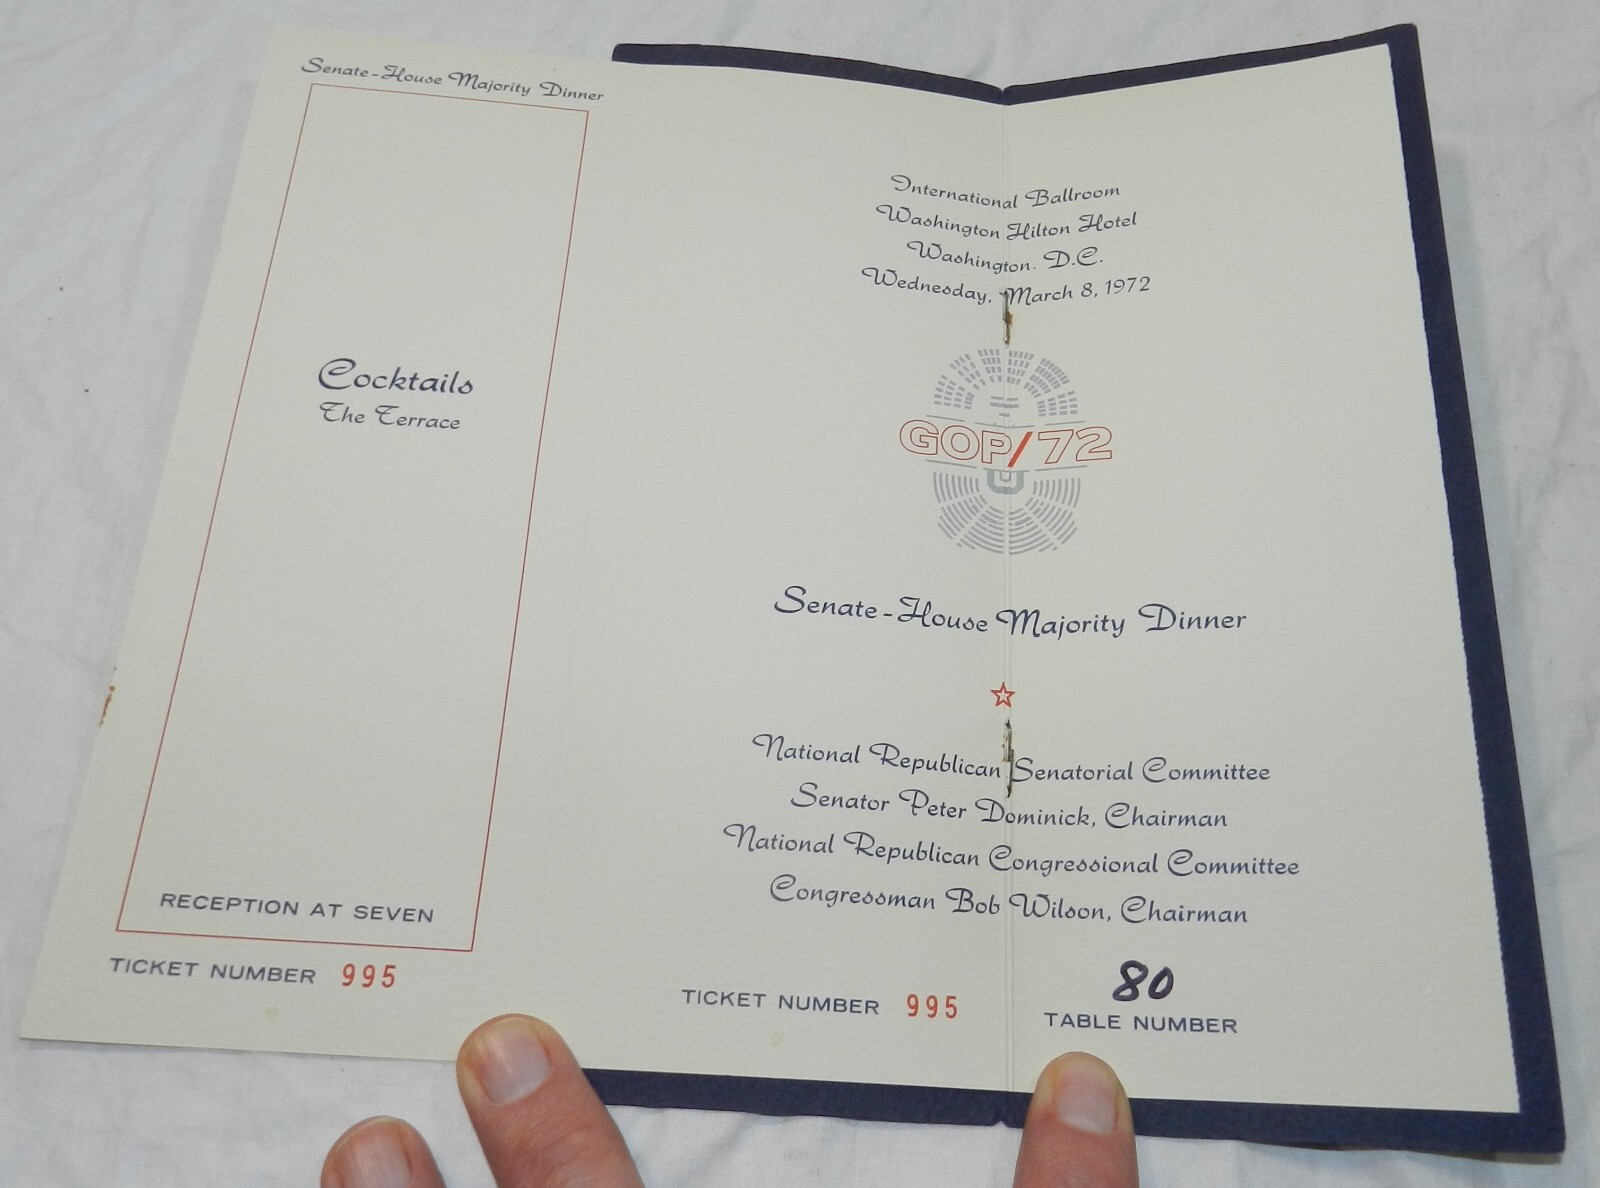 Senate-House Majority Dinner
Cocktails
The Terrace
RECEPTION AT SEVEN
TICKET NUMBER 995
International Ballroom
Washington Hilton Hotel
Washington. D.C.
Wednesday, March 8, 1972
GOP/72
Senate-House Majority Dinner
National Republican Senatorial Committee
Senator Peter Dominick, Chairman
National Republican Congressional Committee
Congressman Bob Wilson, Chairman
TICKET NUMBER 995
80
TABLE NUMBER